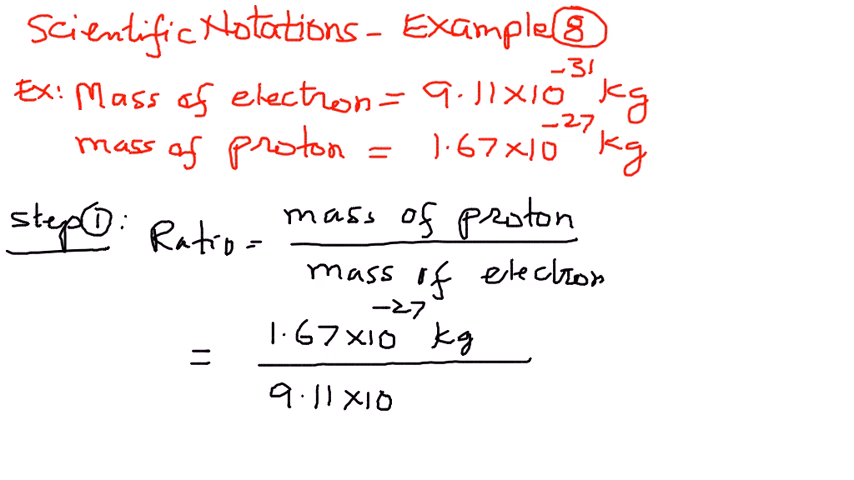 Scientific Notations - Example 8
Ex: Mass of electron = 9.11×10⁻³¹ kg
mass of proton = 1.67×10⁻²⁷ kg
step 1: Ratio = mass of proton / mass of electron
= 1.67×10⁻²⁷ kg / 9.11×10